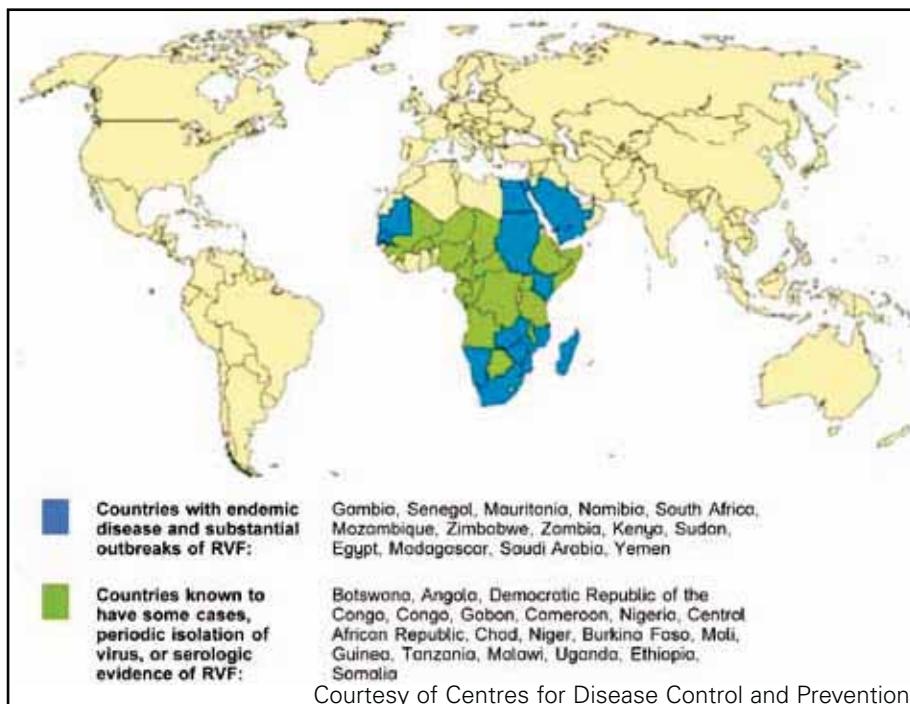 Countries with endemic
disease and substantial
outbreaks of RVF:
Gambia, Senegal, Mauritania, Namibia, South Africa,
Mozambique, Zimbabwe, Zambia, Kenya, Sudan,
Egypt, Madagascar, Saudi Arabia, Yemen
Countries known to
have some cases,
periodic isolation of
virus, or serologic
evidence of RVF:
Botswana, Angola, Democratic Republic of the
Congo, Congo, Gabon, Cameroon, Nigeria, Central
African Republic, Chad, Niger, Burkina Faso, Mali,
Guinea, Tanzania, Malawi, Uganda, Ethiopia,
Somalia
Courtesy of Centres for Disease Control and Prevention